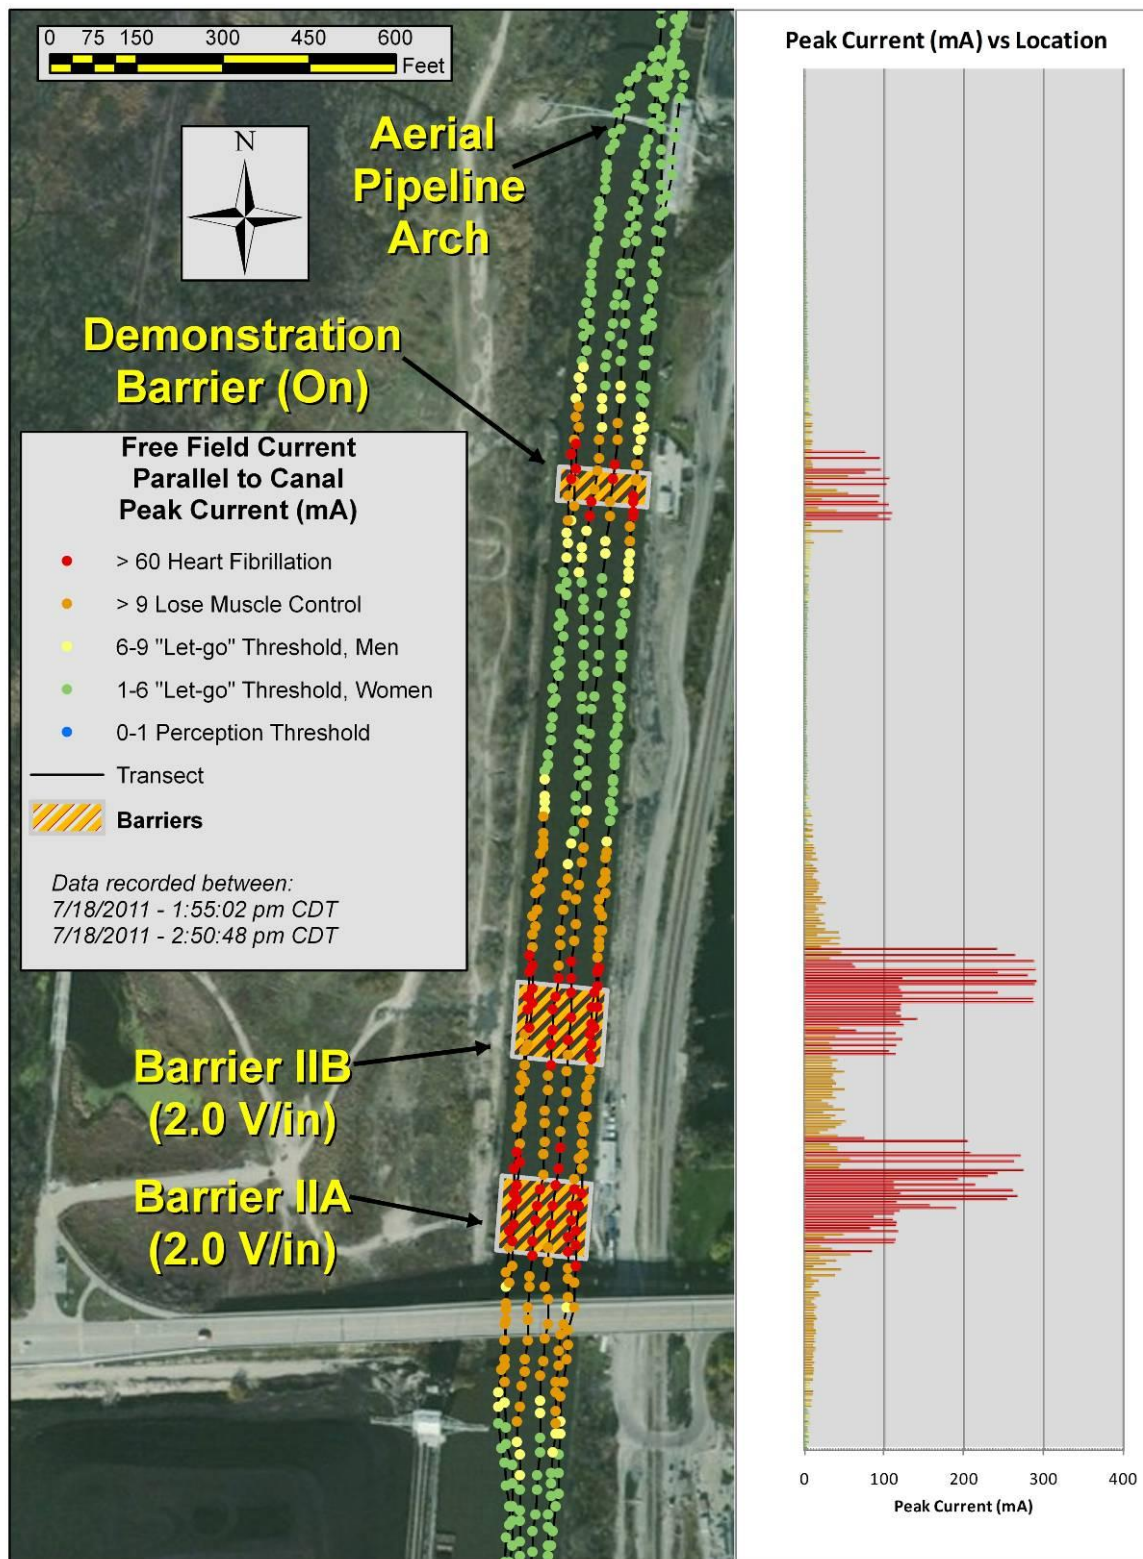 0 75 150 300 450 600
Feet
N
Aerial
Pipeline
Arch
Demonstration
Barrier (On)
Free Field Current
Parallel to Canal
Peak Current (mA)
> 60 Heart Fibrillation
> 9 Lose Muscle Control
6-9 "Let-go" Threshold, Men
1-6 "Let-go" Threshold, Women
0-1 Perception Threshold
Transect
Barriers
Data recorded between:
7/18/2011 - 1:55:02 pm CDT
7/18/2011 - 2:50:48 pm CDT
Barrier IIB
(2.0 V/in)
Barrier IIA
(2.0 V/in)
Peak Current (mA) vs Location
0 100 200 300 400
Peak Current (mA)